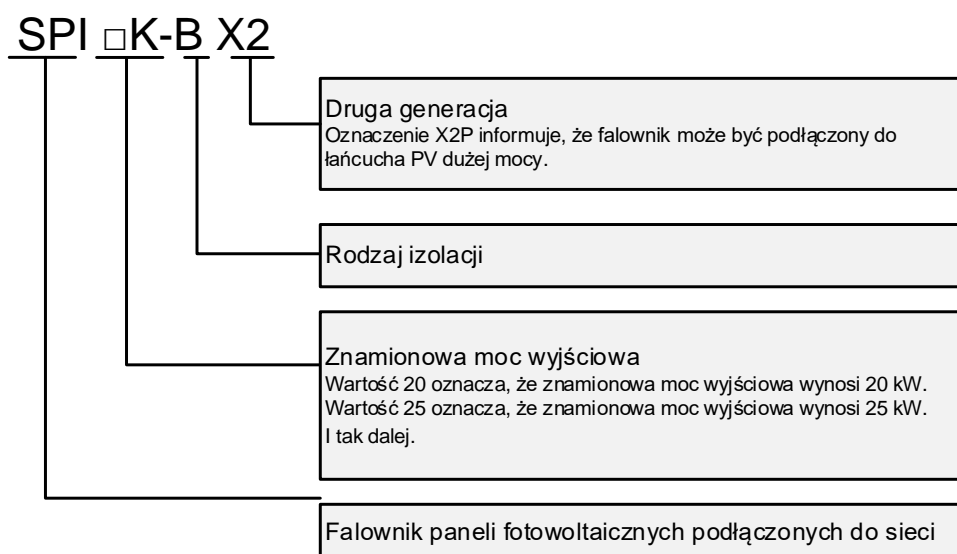 SPI □K-B X2
Druga generacja
Oznaczenie X2P informuje, że falownik może być podłączony do
łańcucha PV dużej mocy.
Rodzaj izolacji
Znamionowa moc wyjściowa
Wartość 20 oznacza, że znamionowa moc wyjściowa wynosi 20 kW.
Wartość 25 oznacza, że znamionowa moc wyjściowa wynosi 25 kW.
I tak dalej.
Falownik paneli fotowoltaicznych podłączonych do sieci